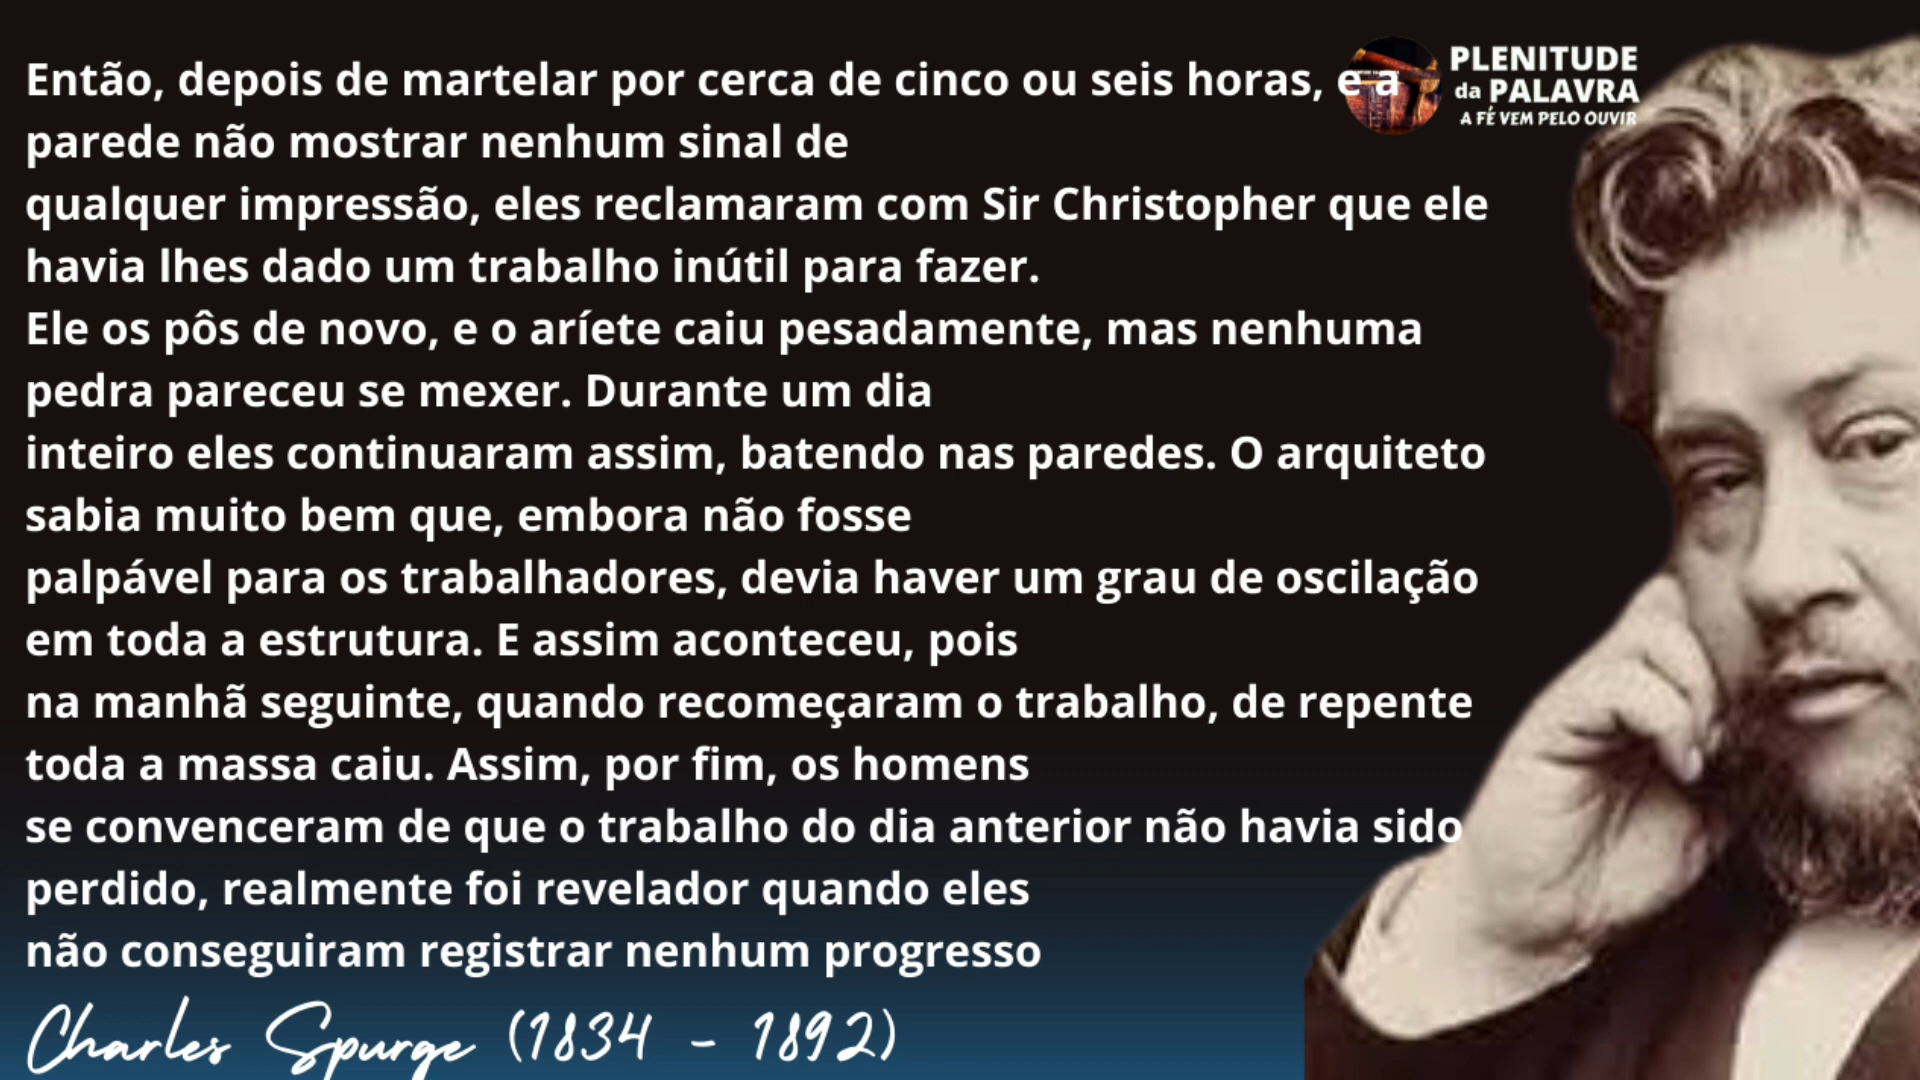 Então, depois de martelar por cerca de cinco ou seis horas, e a
parede não mostrar nenhum sinal de
qualquer impressão, eles reclamaram com Sir Christopher que ele
havia lhes dado um trabalho inútil para fazer.
Ele os pôs de novo, e o aríete caiu pesadamente, mas nenhuma
pedra pareceu se mexer. Durante um dia
inteiro eles continuaram assim, batendo nas paredes. O arquiteto
sabia muito bem que, embora não fosse
palpável para os trabalhadores, devia haver um grau de oscilação
em toda a estrutura. E assim aconteceu, pois
na manhã seguinte, quando recomeçaram o trabalho, de repente
toda a massa caiu. Assim, por fim, os homens
se convenceram de que o trabalho do dia anterior não havia sido
perdido, realmente foi revelador quando eles
não conseguiram registrar nenhum progresso
Charles Spurge (1834 - 1892)
PLENITUDE
da PALAVRA
A FÉ VEM PELO OUVIR